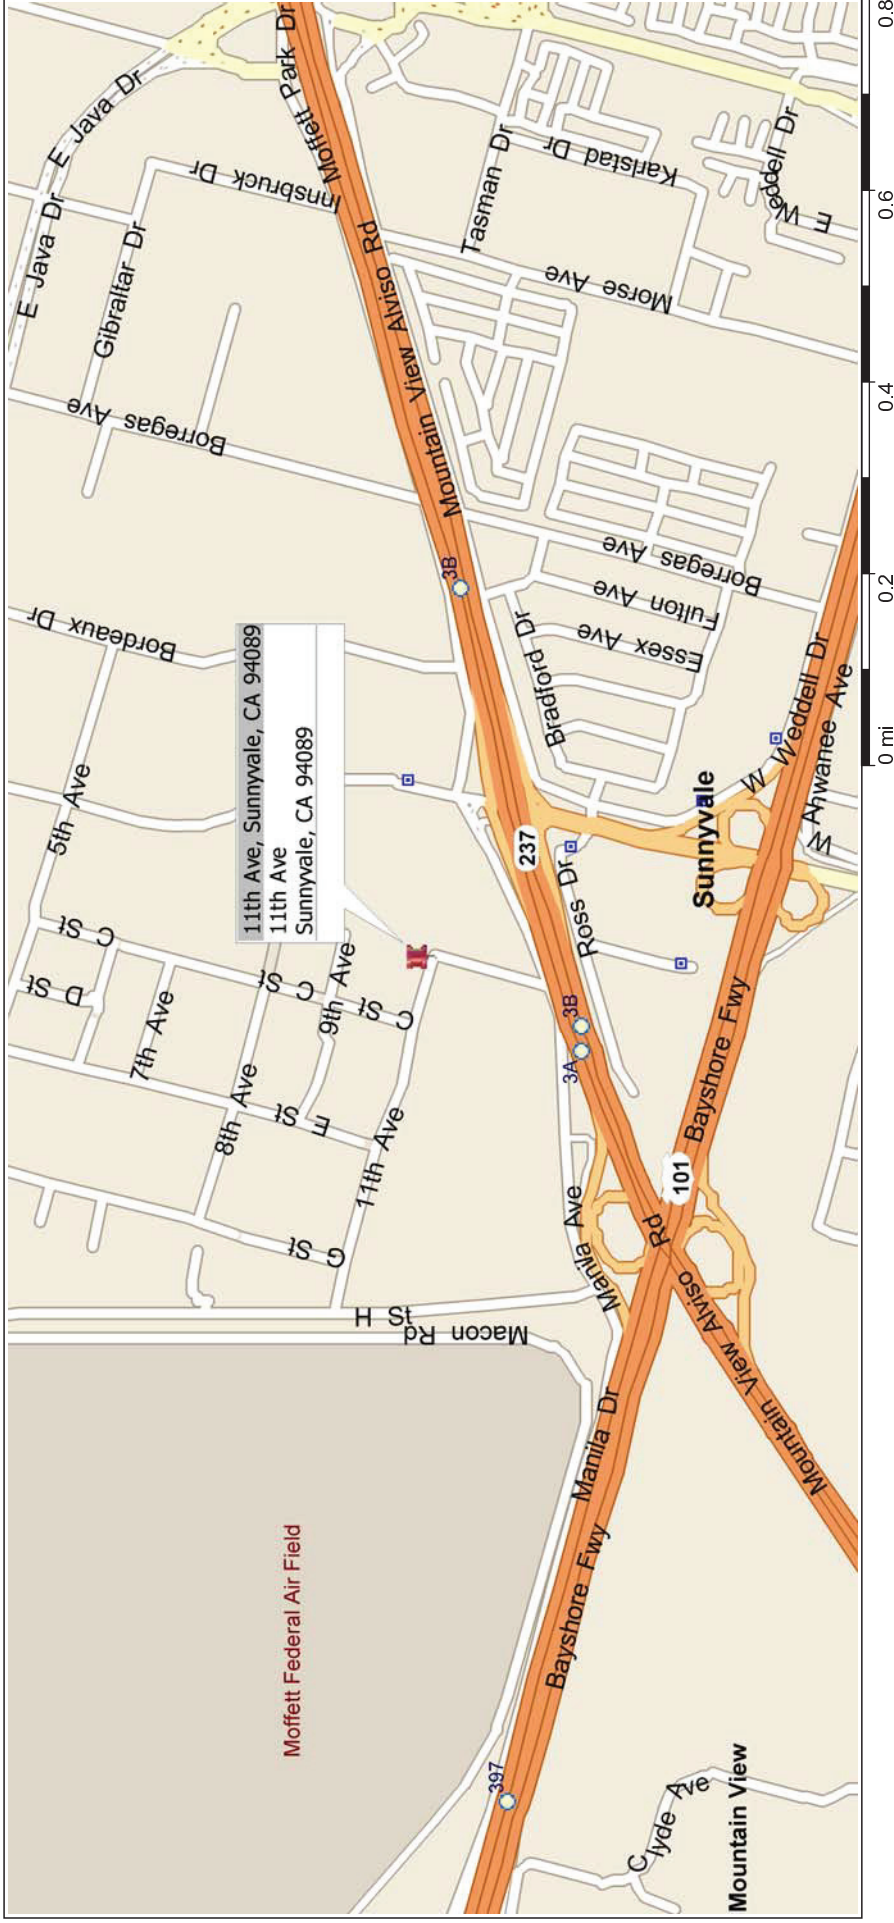 E Java Dr
E Java Dr
Gibraltar Dr
Innsbruck Dr
Moffett Park Dr
Borregas Ave
Bordeaux Dr
5th Ave
C St
D St
7th Ave
C St
9th Ave
C St
8th Ave
E St
11th Ave
G St
H St
Macon Rd
11th Ave, Sunnyvale, CA 94089
11th Ave
Sunnyvale, CA 94089
Moffett Federal Air Field
Mountain View Alviso Rd
Tasman Dr
Karlstad Dr
Morse Ave
E Weddell Dr
3B
237
Bradford Dr
Borregas Ave
Fulton Ave
Essex Ave
Ross Dr
Sunnyvale
W Weddell Dr
W Ahwanee Ave
3B
3A
Manila Ave
101
Bayshore Fwy
Mountain View Alviso Rd
Manila Dr
Bayshore Fwy
397
Clyde Ave
Mountain View
0 mi
0.2
0.4
0.6
0.8